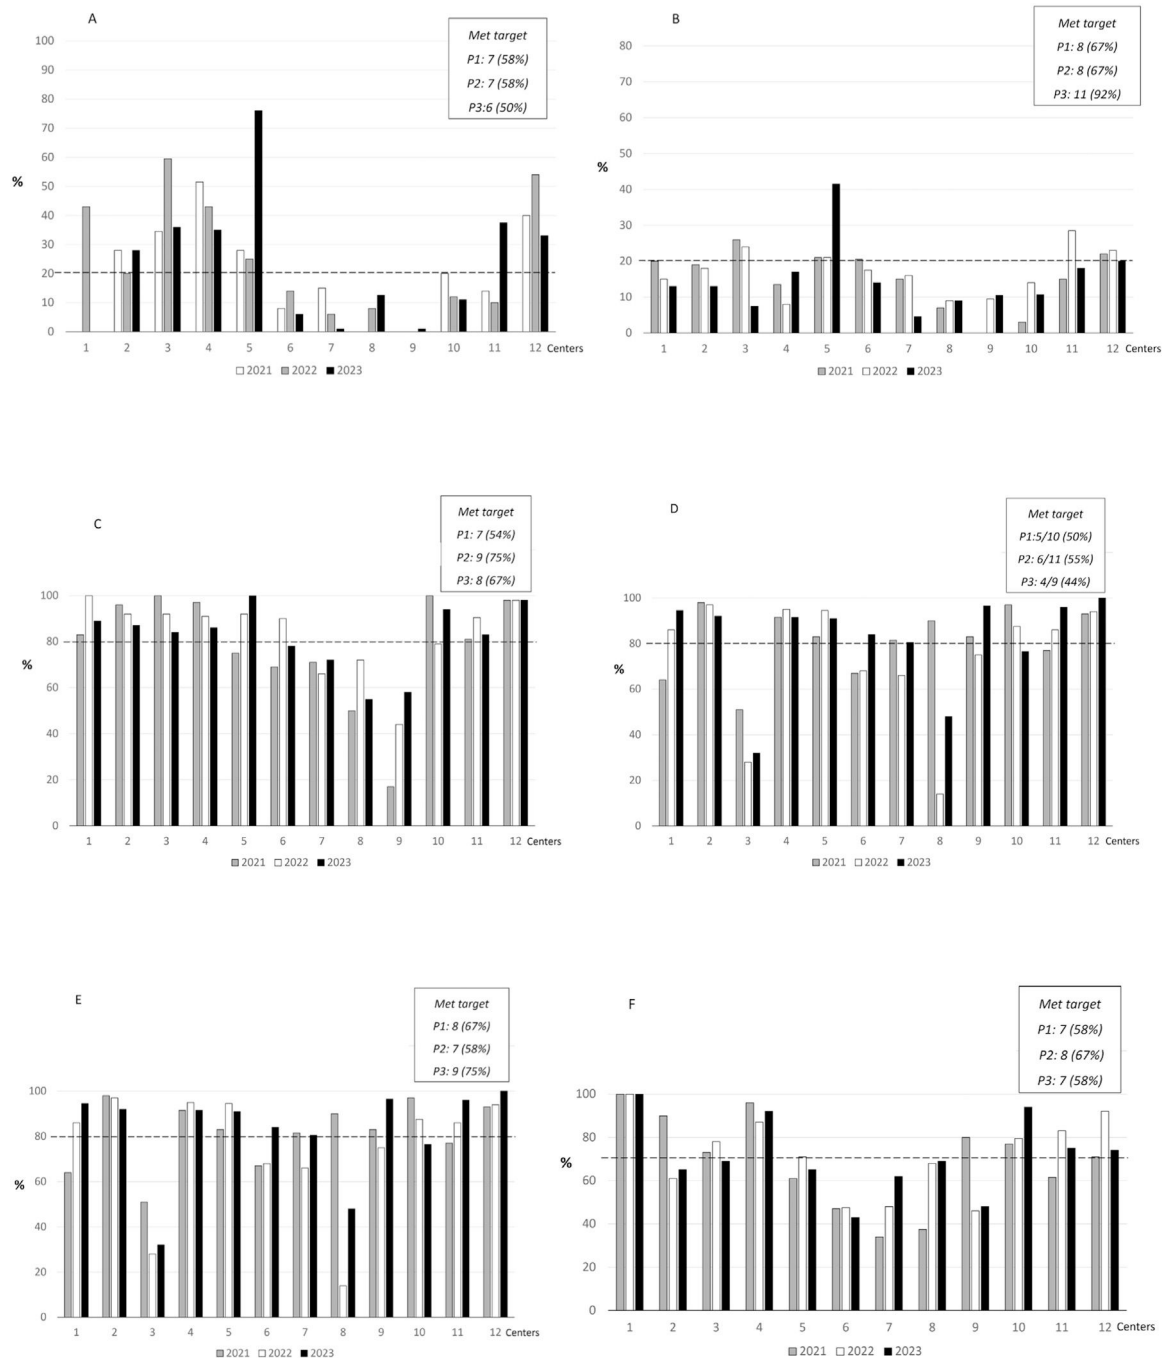 A
Met target
P1: 7 (58%)
P2: 7 (58%)
P3:6 (50%)
100
90
80
70
60
50
40
30
20
10
0
%
1 2 3 4 5 6 7 8 9 10 11 12 Centers
2021 2022 2023
B
Met target
P1: 8 (67%)
P2: 8 (67%)
P3: 11 (92%)
80
70
60
50
40
30
20
10
0
%
1 2 3 4 5 6 7 8 9 10 11 12 Centers
2021 2022 2023
C
Met target
P1: 7 (54%)
P2: 9 (75%)
P3: 8 (67%)
100
80
60
40
20
0
%
1 2 3 4 5 6 7 8 9 10 11 12 Centers
2021 2022 2023
D
Met target
P1:5/10 (50%)
P2: 6/11 (55%)
P3: 4/9 (44%)
100
80
60
40
20
0
%
1 2 3 4 5 6 7 8 9 10 11 12 Centers
2021 2022 2023
E
Met target
P1: 8 (67%)
P2: 7 (58%)
P3: 9 (75%)
100
80
60
40
20
0
%
1 2 3 4 5 6 7 8 9 10 11 12 Centers
2021 2022 2023
F
Met target
P1: 7 (58%)
P2: 8 (67%)
P3: 7 (58%)
100
80
60
40
20
0
%
1 2 3 4 5 6 7 8 9 10 11 12 Centers
2021 2022 2023